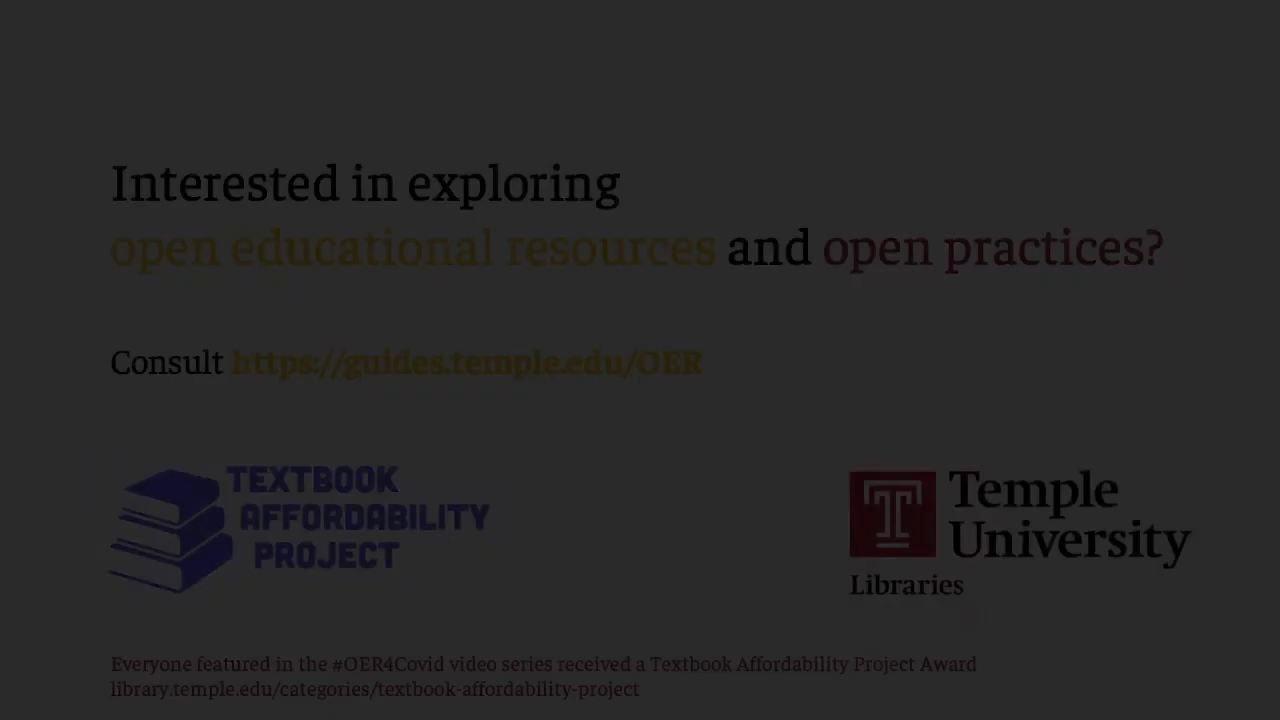 Interested in exploring
open educational resources and open practices?
Consult https://guides.temple.edu/OER
TEXTBOOK
AFFORDABILITY
PROJECT
T Temple
University
Libraries
Everyone featured in the #OER4Covid video series received a Textbook Affordability Project Award
library.temple.edu/categories/textbook-affordability-project